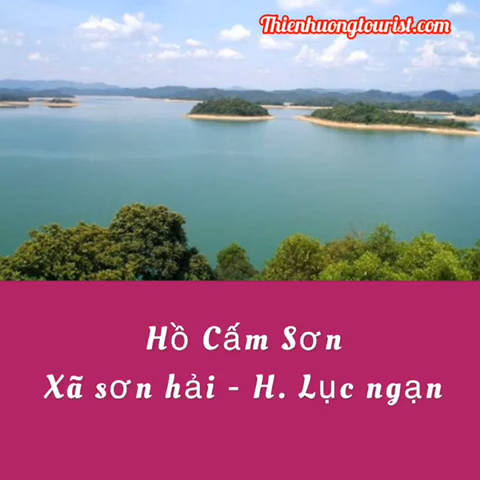 Thienhuongtourist.com
Hồ Cấm Sơn
Xã sơn hải - H. Lục ngạn